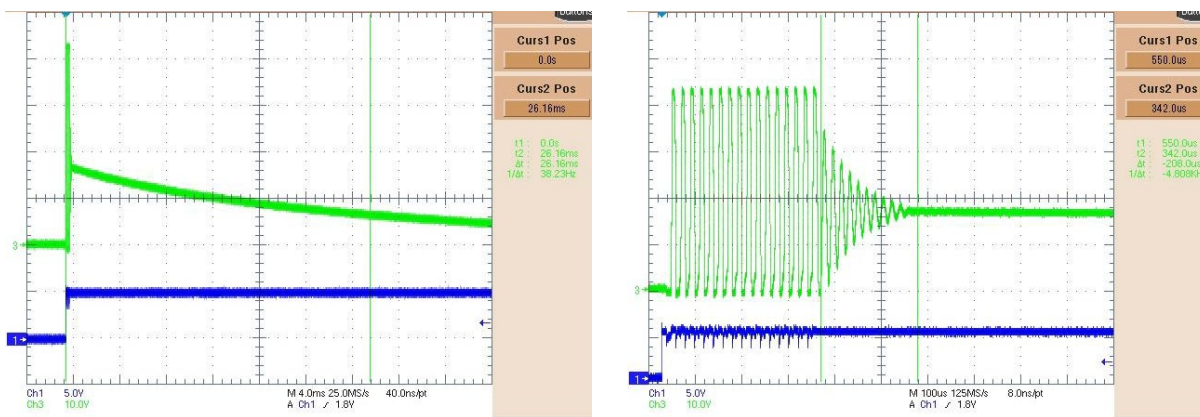 Buttons
Curs1 Pos
0.0s
Curs2 Pos
26.16ms
t1 : 0.0s
t2 : 26.16ms
Δt : 26.16ms
1/Δt : 38.23Hz
3
1
Ch1 5.0V M 4.0ms 25.0MS/s 40.0ns/pt
Ch3 10.0V A Ch1 / 1.8V
Curs1 Pos
550.0us
Curs2 Pos
342.0us
t1 : 550.0us
t2 : 342.0us
Δt : -208.0us
1/Δt : -4.808K
3
1
Ch1 5.0V M 100us 125MS/s 8.0ns/pt
Ch3 10.0V A Ch1 / 1.8V